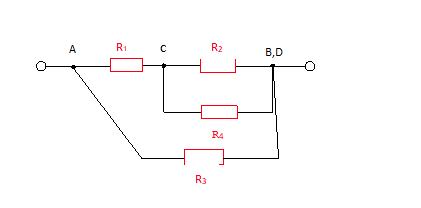 A R₁ C R₂ B,D
R₄
R₃